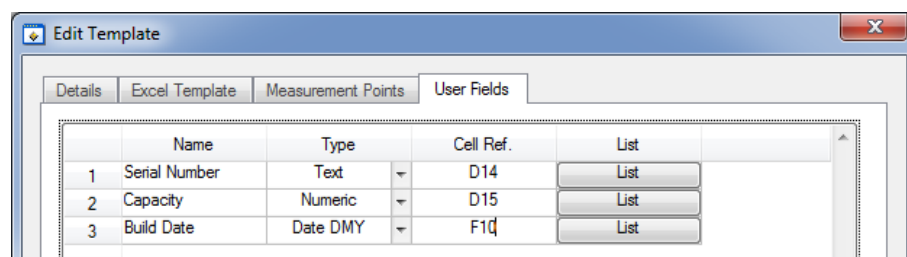 Edit Template
Details Excel Template Measurement Points User Fields
Name Type Cell Ref. List
1 Serial Number Text D14 List
2 Capacity Numeric D15 List
3 Build Date Date DMY F10 List